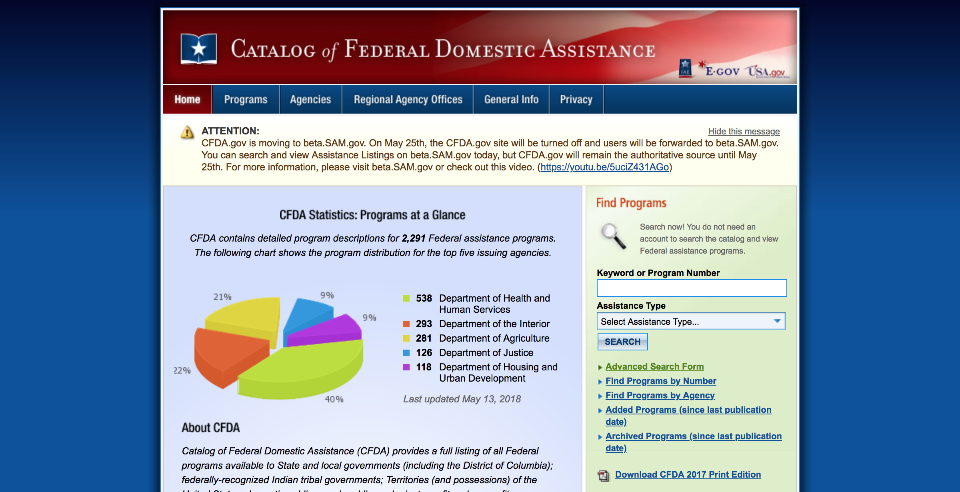 CATALOG of FEDERAL DOMESTIC ASSISTANCE
E-GOV USA.gov
Home Programs Agencies Regional Agency Offices General Info Privacy
ATTENTION: Hide this message
CFDA.gov is moving to beta.SAM.gov. On May 25th, the CFDA.gov site will be turned off and users will be forwarded to beta.SAM.gov.
You can search and view Assistance Listings on beta.SAM.gov today, but CFDA.gov will remain the authoritative source until May
25th. For more information, please visit beta.SAM.gov or check out this video. (https://youtu.be/5uclZ431AGo)
CFDA Statistics: Programs at a Glance
CFDA contains detailed program descriptions for 2,291 Federal assistance programs.
The following chart shows the program distribution for the top five issuing agencies.
21%
9%
9%
22%
40%
538 Department of Health and
Human Services
293 Department of the Interior
281 Department of Agriculture
126 Department of Justice
118 Department of Housing and
Urban Development
Last updated May 13, 2018
About CFDA
Catalog of Federal Domestic Assistance (CFDA) provides a full listing of all Federal
programs available to State and local governments (including the District of Columbia);
federally-recognized Indian tribal governments; Territories (and possessions) of the
Find Programs
Search now! You do not need an
account to search the catalog and view
Federal assistance programs.
Keyword or Program Number
Assistance Type
Select Assistance Type...
SEARCH
Advanced Search Form
Find Programs by Number
Find Programs by Agency
Added Programs (since last publication
date)
Archived Programs (since last publication
date)
Download CFDA 2017 Print Edition